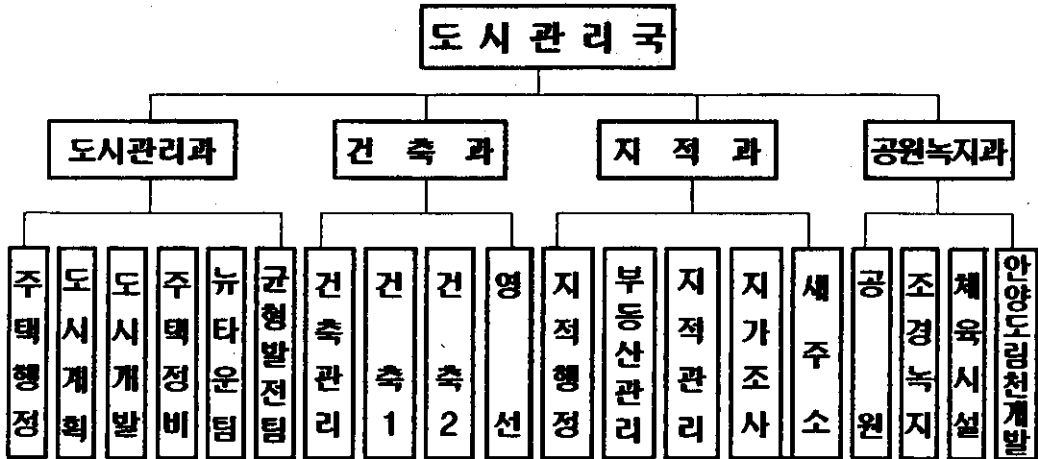 도시관리국
도시관리과
건축과
지적과
공원녹지과
주택행정
도시계획
도시개발
주택정비
뉴타운팀
균형발전팀
건축관리
건축1
건축2
영선
지적행정
부동산관리
지적관리
지가조사
새주소
공원
조경녹지
체육시설
안양도림천개발